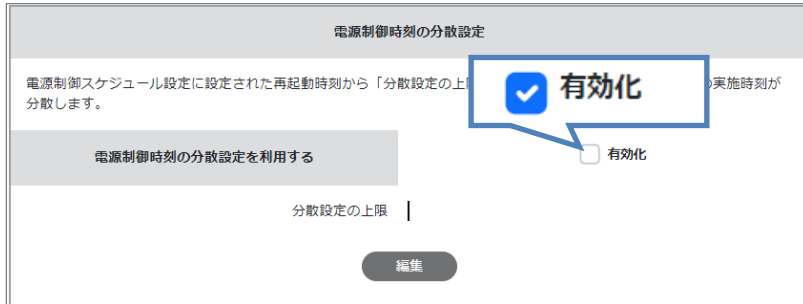 電源制御時刻の分散設定
電源制御スケジュール設定に設定された再起動時刻から「分散設定の上
の実施時刻が
分散します。
有効化
電源制御時刻の分散設定を利用する
有効化
分散設定の上限
編集